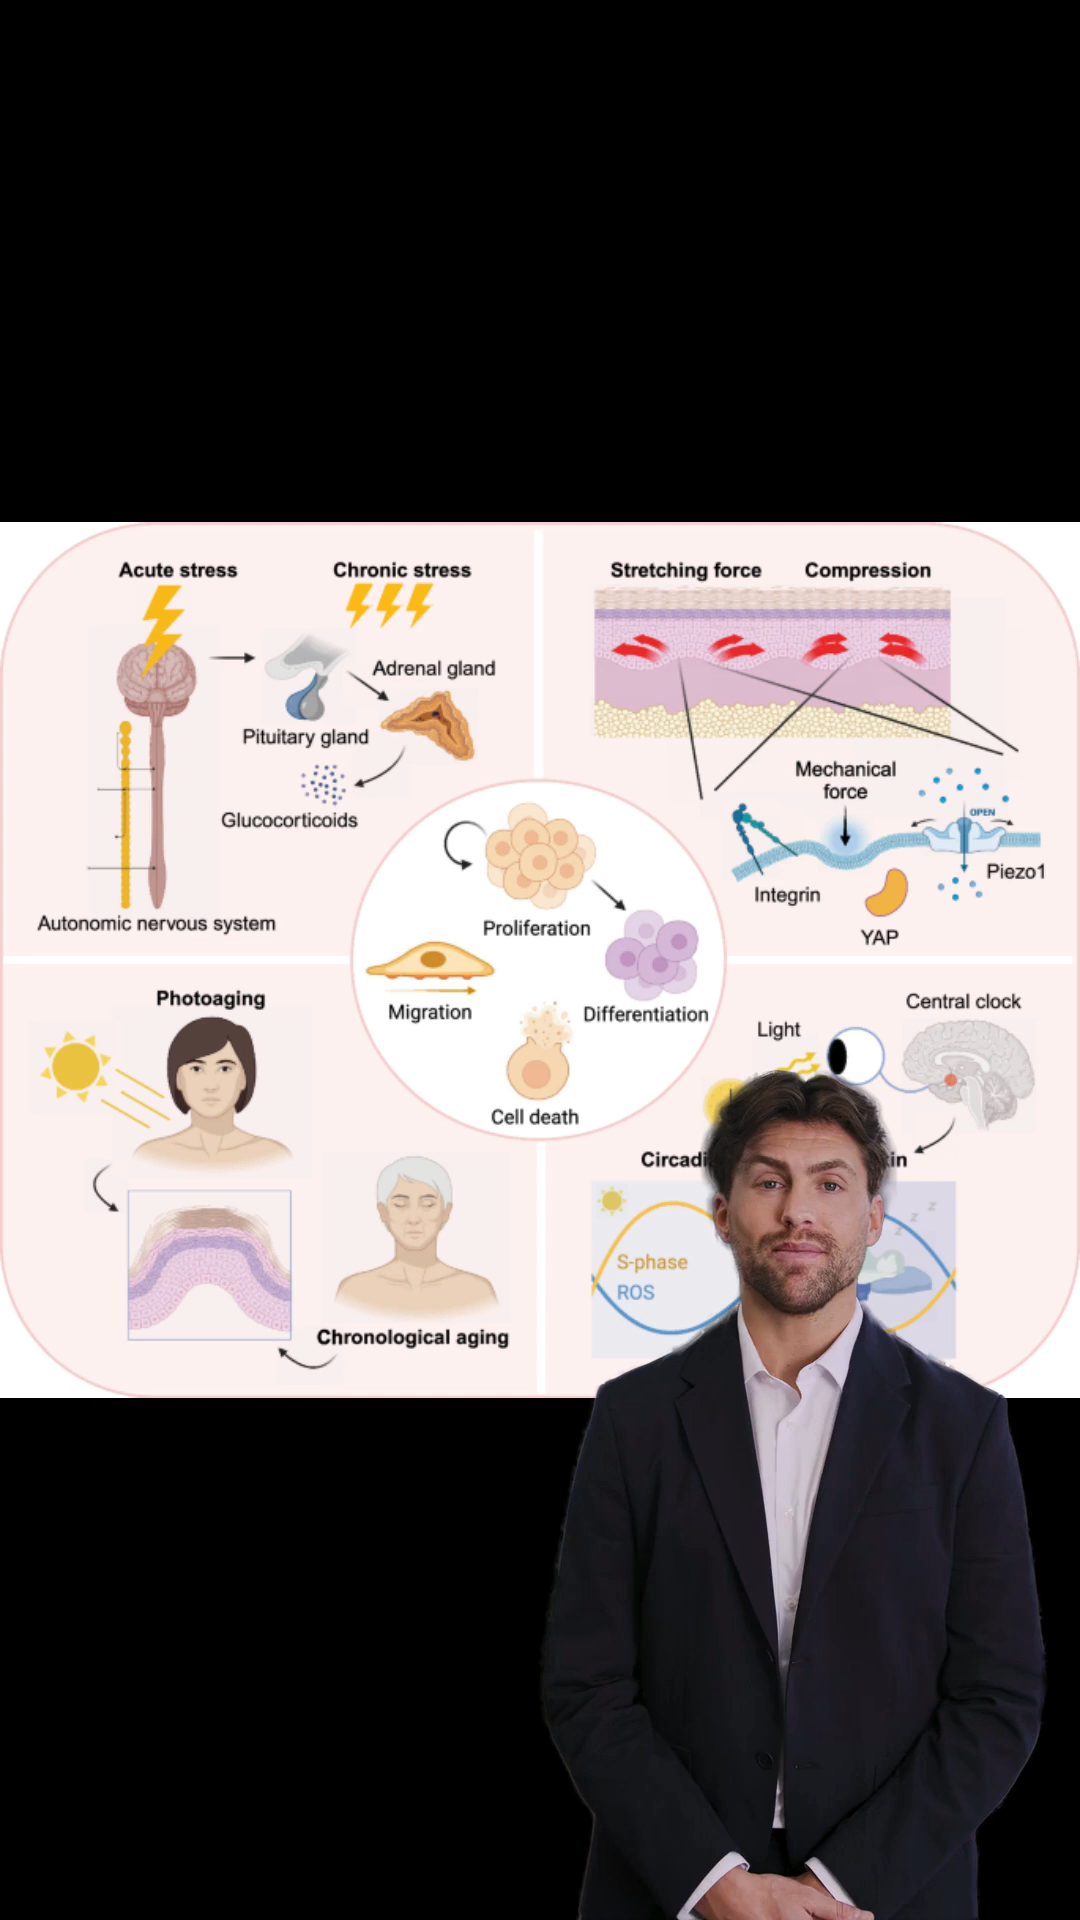 Acute stress
Chronic stress
Adrenal gland
Pituitary gland
Glucocorticoids
Autonomic nervous system
Stretching force
Compression
Mechanical
force
OPEN
Integrin
Piezo1
YAP
Proliferation
Migration
Differentiation
Cell death
Photoaging
Chronological aging
Central clock
Light
S-phase
ROS
z
z
z